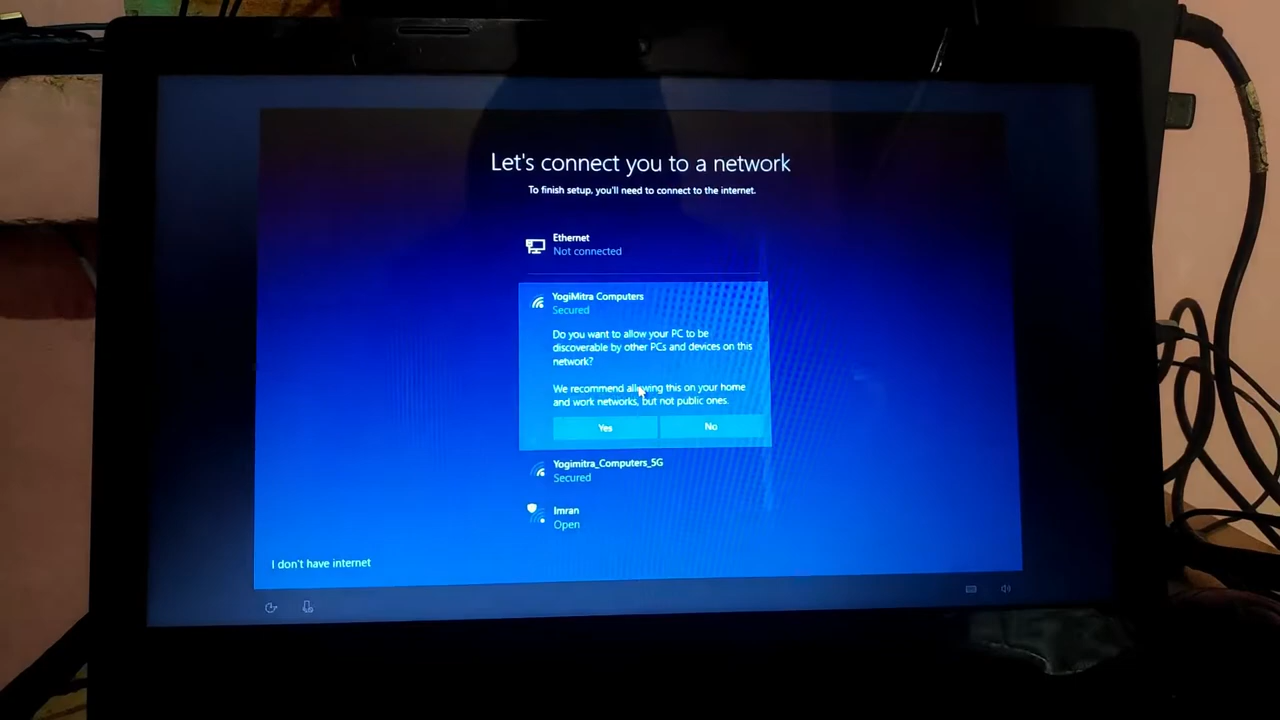 Let's connect you to a network
To finish setup, you'll need to connect to the internet.
Ethernet
Not connected
YogiMitra Computers
Secured
Do you want to allow your PC to be
discoverable by other PCs and devices on this
network?
We recommend allowing this on your home
and work networks, but not public ones.
Yes No
Yogimitra_Computers_5G
Secured
Imran
Open
I don't have internet